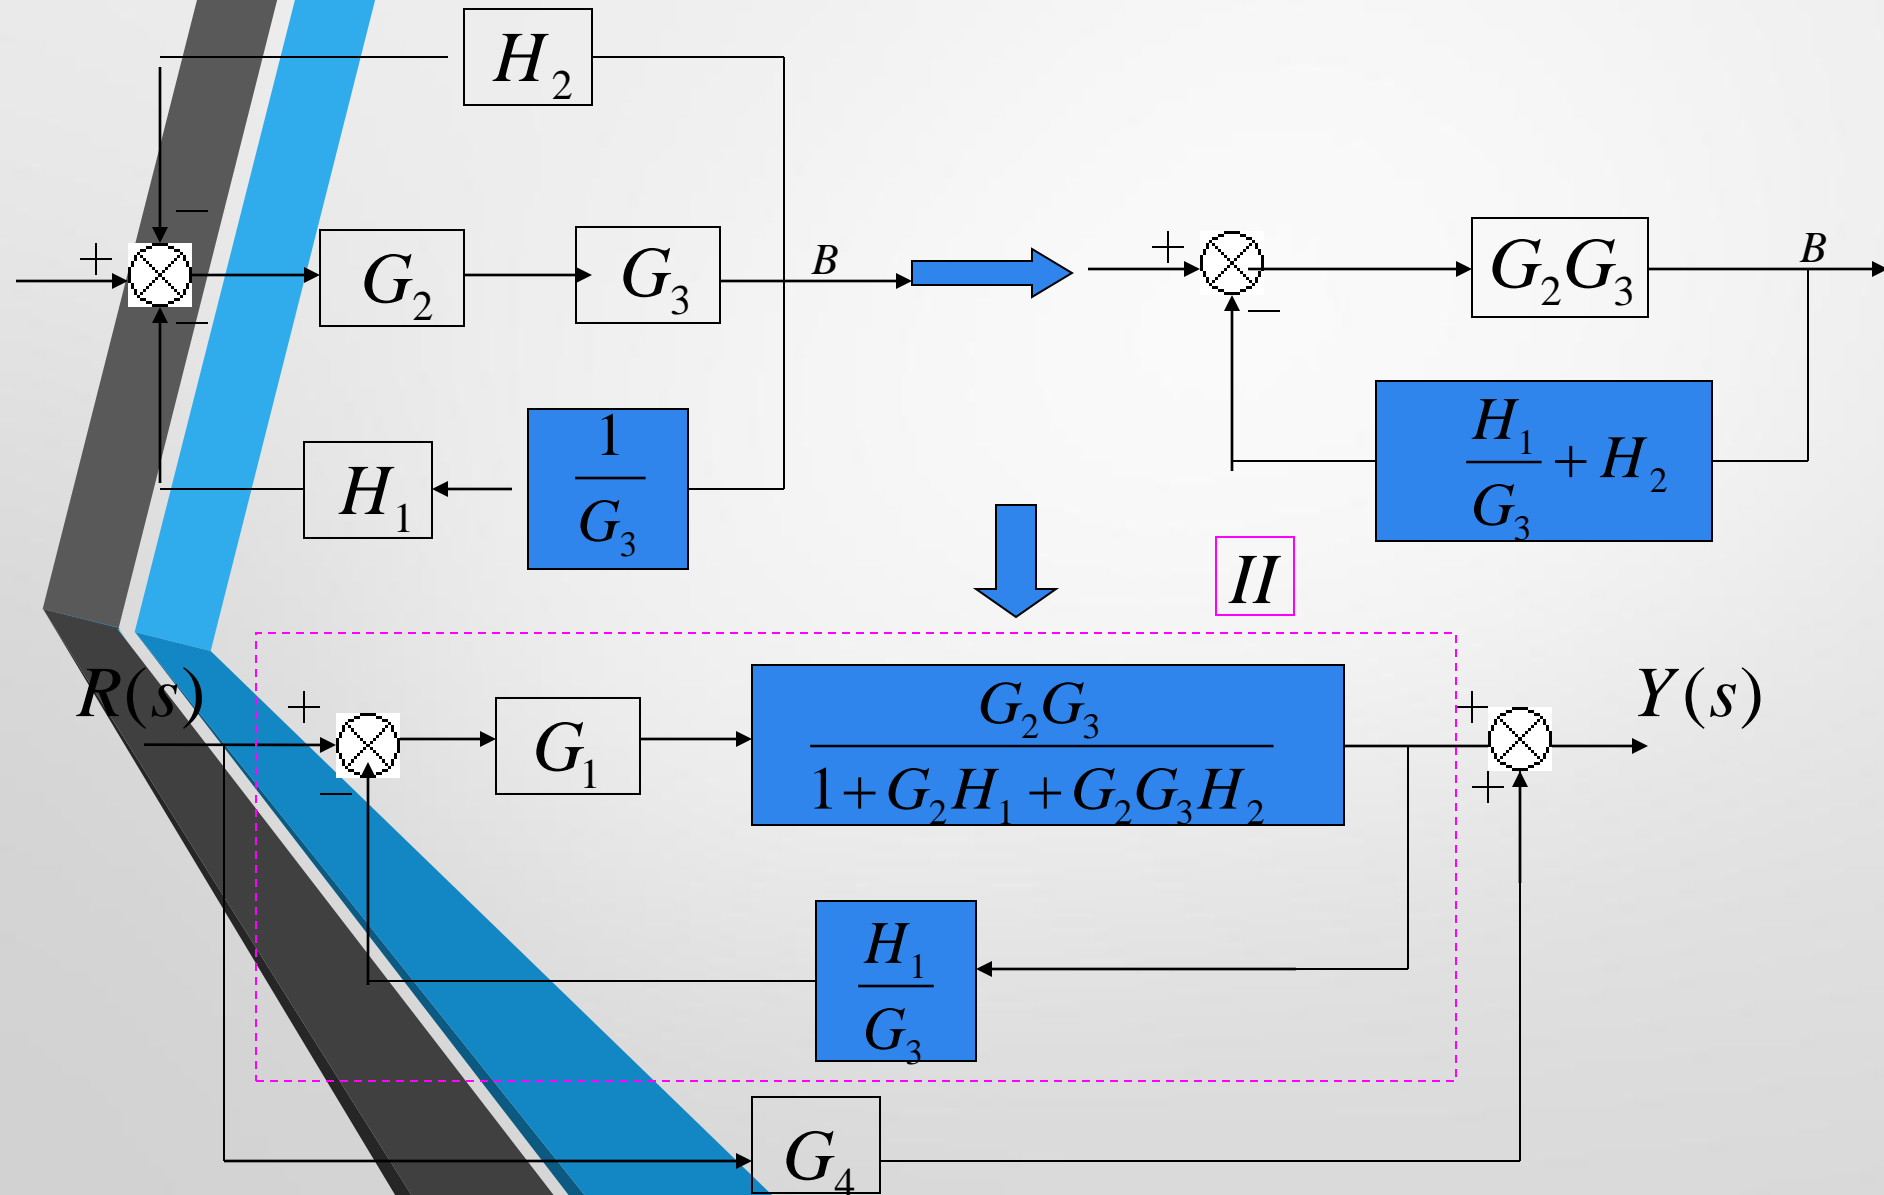 H₂
−
+ G₂ G₃ B
−
H₁ 1/G₃
+ G₂G₃ B
−
H₁/G₃ + H₂
II
R(s) + G₁ G₂G₃/(1+G₂H₁+G₂G₃H₂) + Y(s)
− +
H₁/G₃
G₄